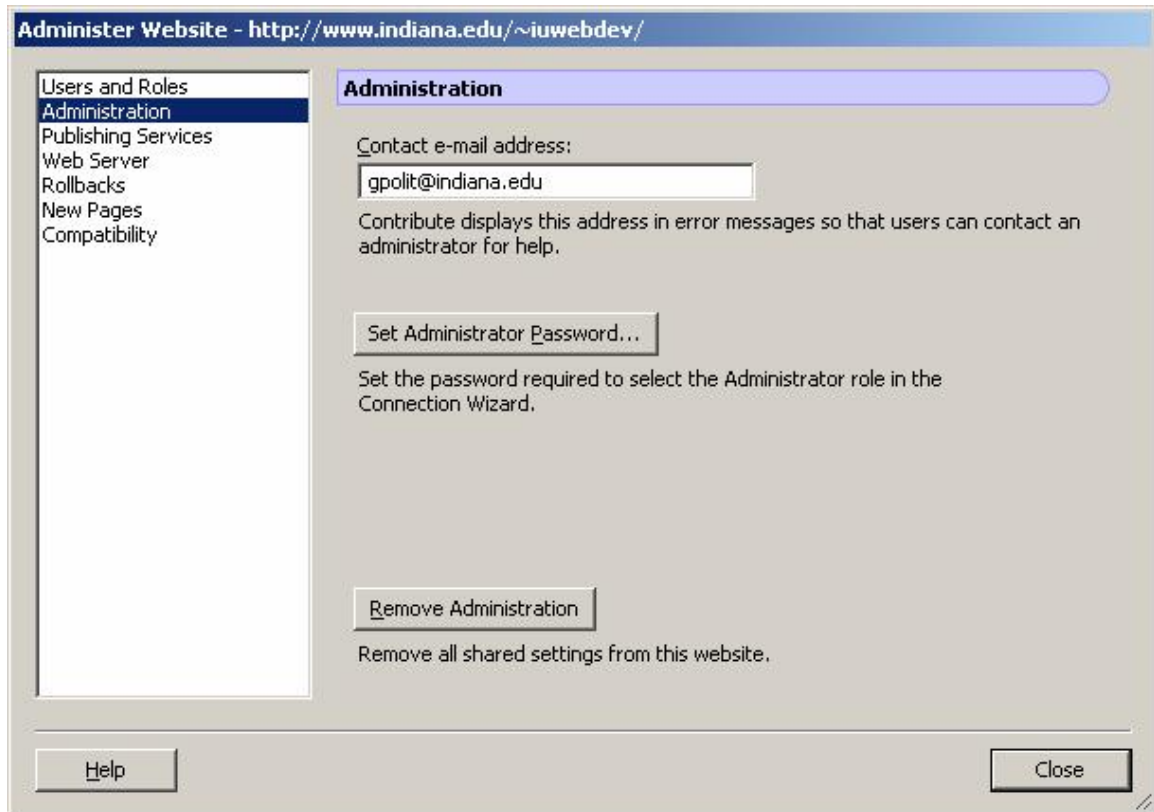 Administer Website - http://www.indiana.edu/~iuwebdev/
Users and Roles
Administration
Publishing Services
Web Server
Rollbacks
New Pages
Compatibility
Administration
Contact e-mail address:
gpolit@indiana.edu
Contribute displays this address in error messages so that users can contact an
administrator for help.
Set Administrator Password...
Set the password required to select the Administrator role in the
Connection Wizard.
Remove Administration
Remove all shared settings from this website.
Help
Close